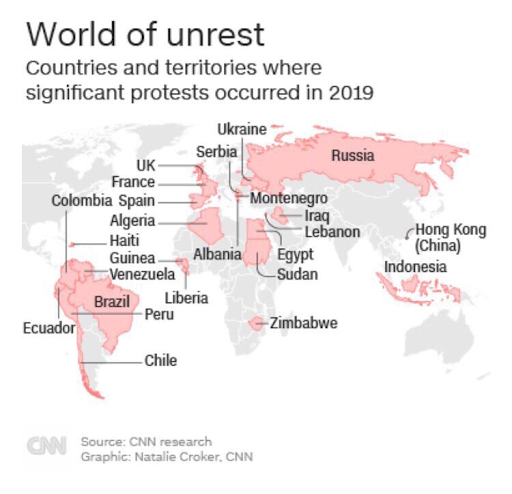 World of unrest
Countries and territories where
significant protests occurred in 2019
Ukraine
Serbia
Russia
UK
France
Colombia Spain
Montenegro
Algeria
Iraq
Lebanon
Hong Kong
(China)
Haiti
Guinea
Albania
Egypt
Indonesia
Venezuela
Sudan
Brazil
Liberia
Peru
Ecuador
Zimbabwe
Chile
CNN
Source: CNN research
Graphic: Natalie Croker, CNN